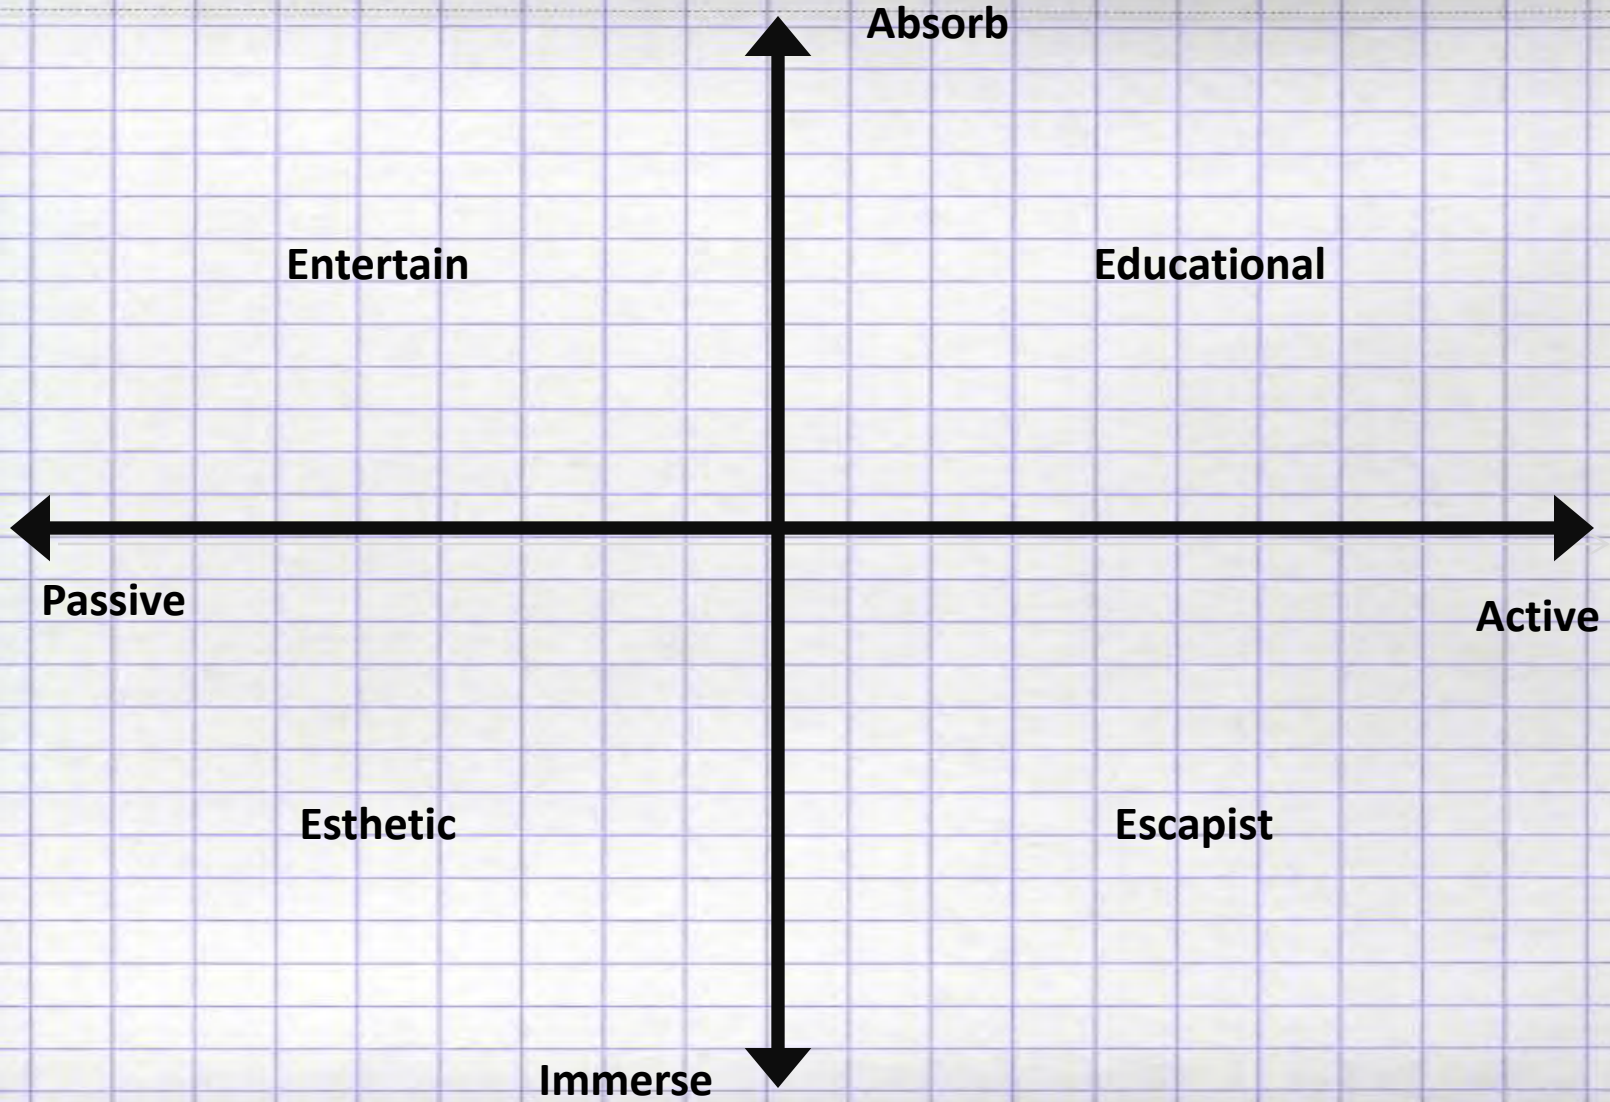 Absorb
Entertain
Educational
Passive
Active
Esthetic
Escapist
Immerse